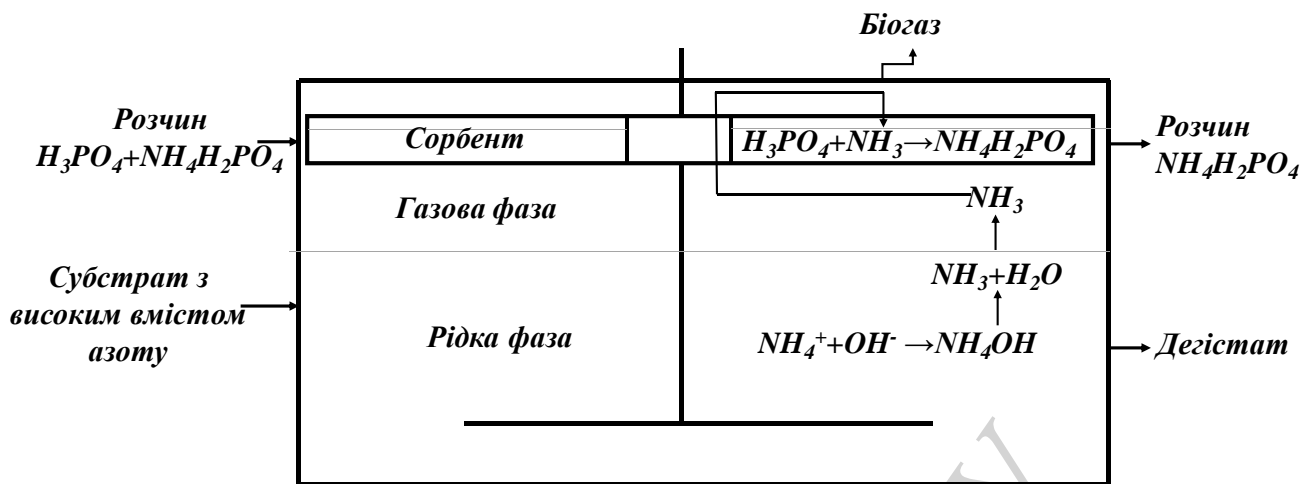 Біогаз
Розчин
H₃PO₄+NH₄H₂PO₄
Сорбент
H₃PO₄+NH₃→NH₄H₂PO₄
Розчин
NH₄H₂PO₄
Газова фаза
NH₃
Субстрат з
високим вмістом
азоту
NH₃+H₂O
Рідка фаза
NH₄⁺+OH⁻→NH₄OH
Дегістат